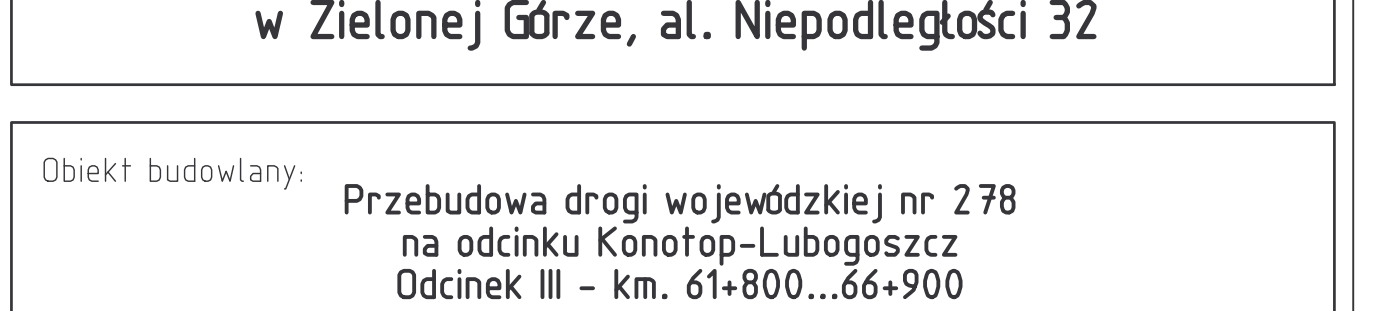 w Zielonej Górze, al. Niepodległości 32
Obiekt budowlany:
Przebudowa drogi wojewódzkiej nr 278
na odcinku Konotop-Lubogoszcz
Odcinek III - km. 61+800...66+900